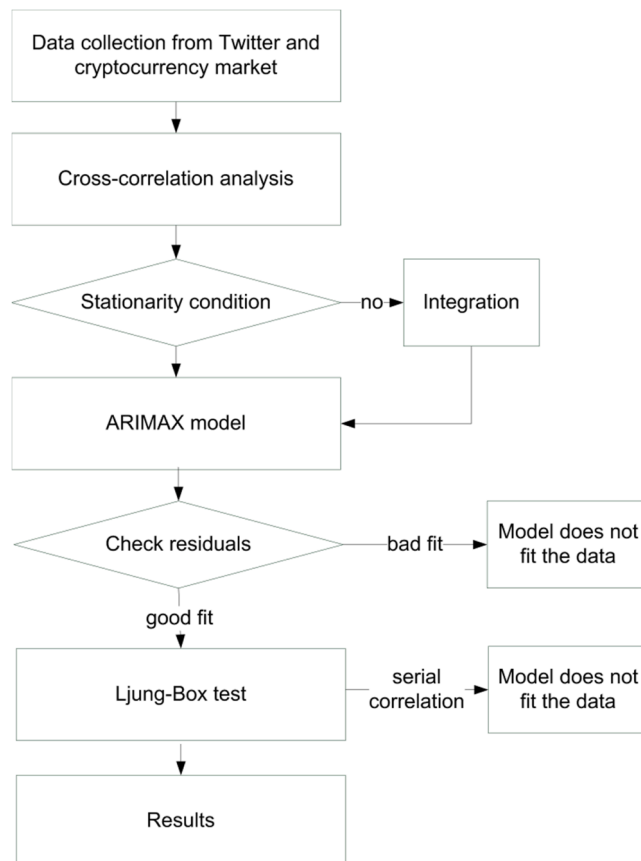 Data collection from Twitter and
cryptocurrency market
Cross-correlation analysis
Stationarity condition
no
Integration
ARIMAX model
Check residuals
bad fit
Model does not
fit the data
good fit
Ljung-Box test
serial
correlation
Model does not
fit the data
Results